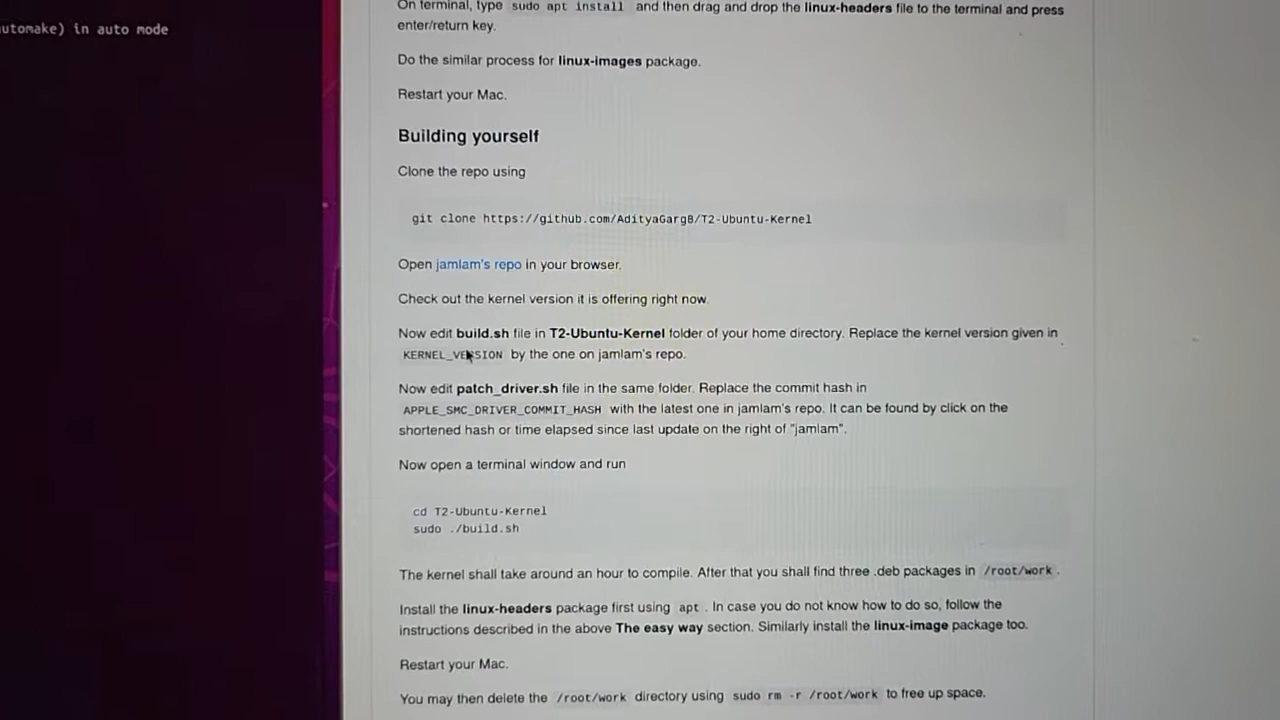 utomake) in auto mode
On terminal, type sudo apt install and then drag and drop the linux-headers file to the terminal and press
enter/return key.
Do the similar process for linux-images package.
Restart your Mac.
Building yourself
Clone the repo using
git clone https://github.com/AdityaGarg8/T2-Ubuntu-Kernel
Open jamlam's repo in your browser.
Check out the kernel version it is offering right now.
Now edit build.sh file in T2-Ubuntu-Kernel folder of your home directory. Replace the kernel version given in
KERNEL_VERSION by the one on jamlam's repo.
Now edit patch_driver.sh file in the same folder. Replace the commit hash in
APPLE_SMC_DRIVER_COMMIT_HASH with the latest one in jamlam's repo. It can be found by click on the
shortened hash or time elapsed since last update on the right of "jamlam".
Now open a terminal window and run
cd T2-Ubuntu-Kernel
sudo ./build.sh
The kernel shall take around an hour to compile. After that you shall find three .deb packages in /root/work .
Install the linux-headers package first using apt . In case you do not know how to do so, follow the
instructions described in the above The easy way section. Similarly install the linux-image package too.
Restart your Mac.
You may then delete the /root/work directory using sudo rm -r /root/work to free up space.